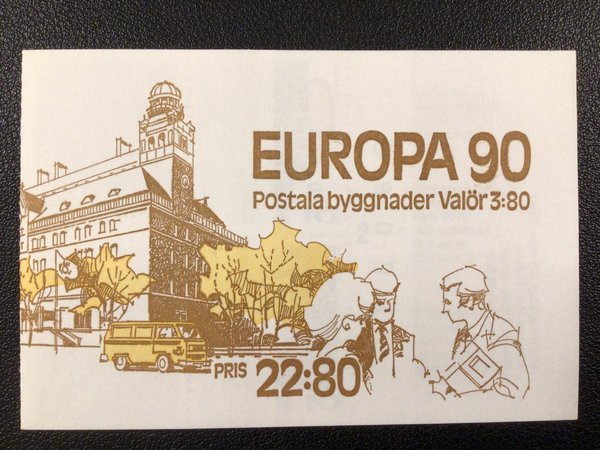 EUROPA 90
Postala byggnader Valör 3:80
PRIS 22:80